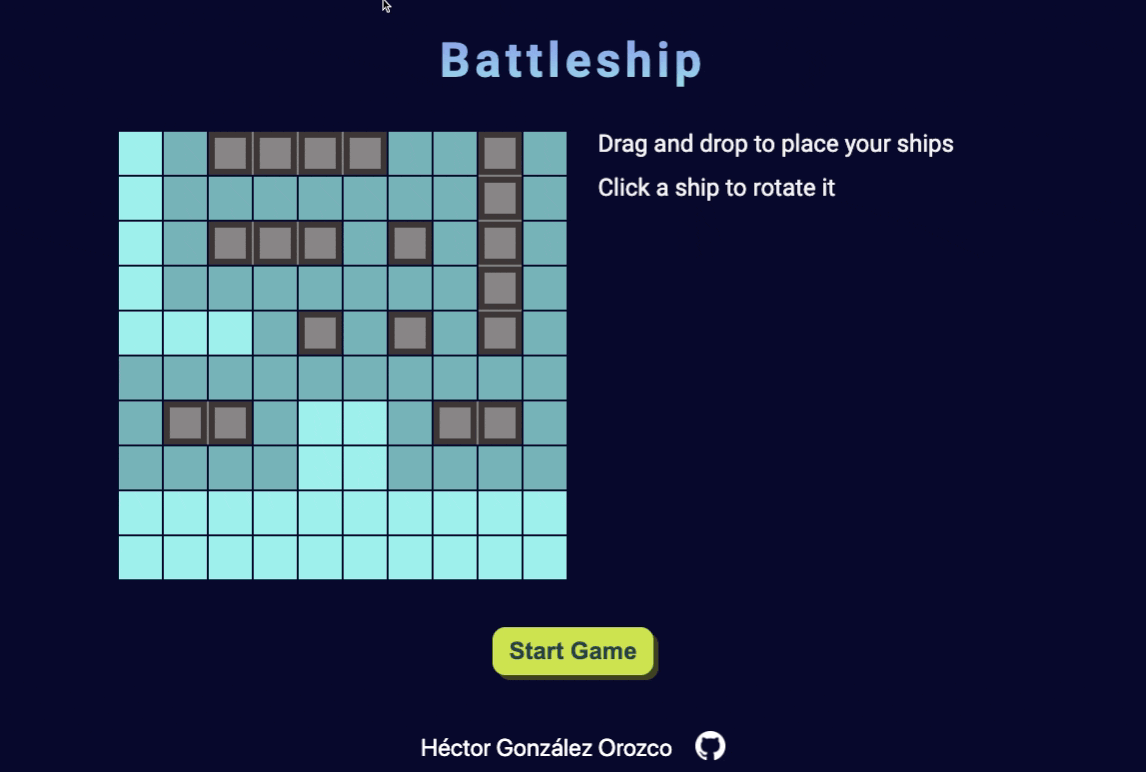 Battleship
Drag and drop to place your ships
Click a ship to rotate it
Start Game
Héctor González Orozco